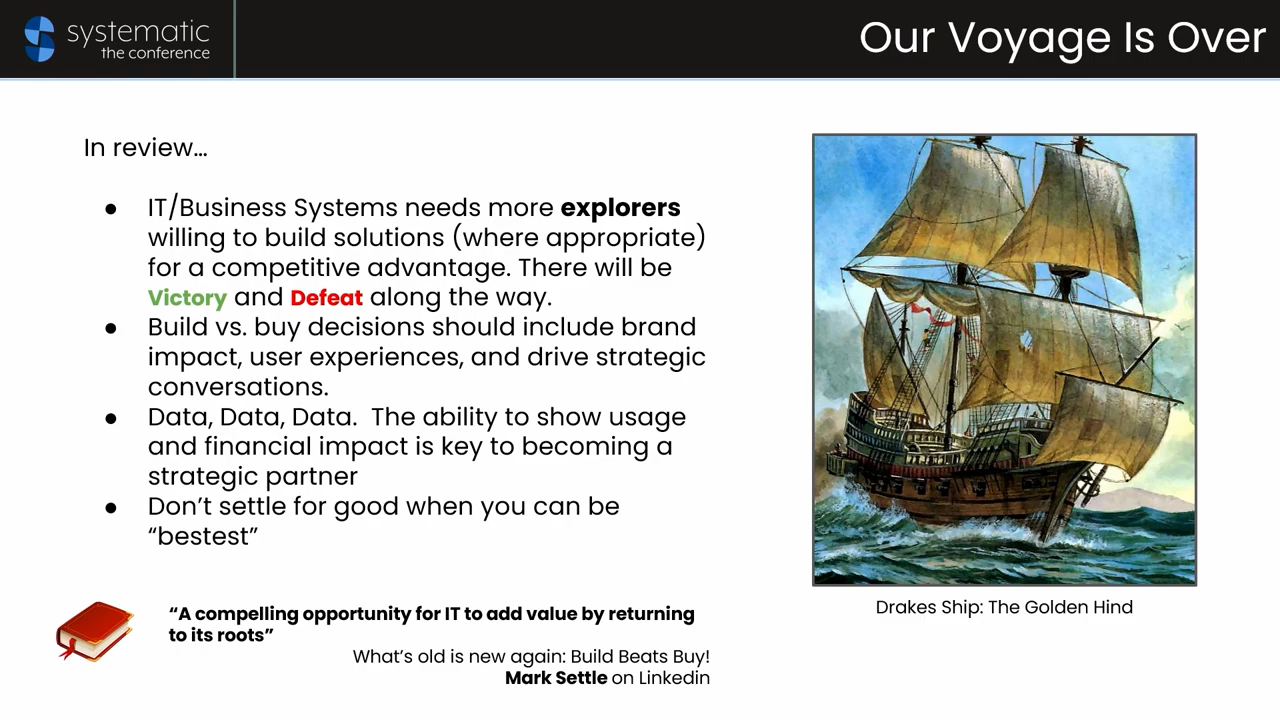 systematic
the conference
Our Voyage Is Over
In review…
● IT/Business Systems needs more explorers
willing to build solutions (where appropriate)
for a competitive advantage. There will be
Victory and Defeat along the way.
● Build vs. buy decisions should include brand
impact, user experiences, and drive strategic
conversations.
● Data, Data, Data.  The ability to show usage
and financial impact is key to becoming a
strategic partner
● Don’t settle for good when you can be
“bestest”
“A compelling opportunity for IT to add value by returning
to its roots”
What’s old is new again: Build Beats Buy!
Mark Settle on Linkedin
Drakes Ship: The Golden Hind